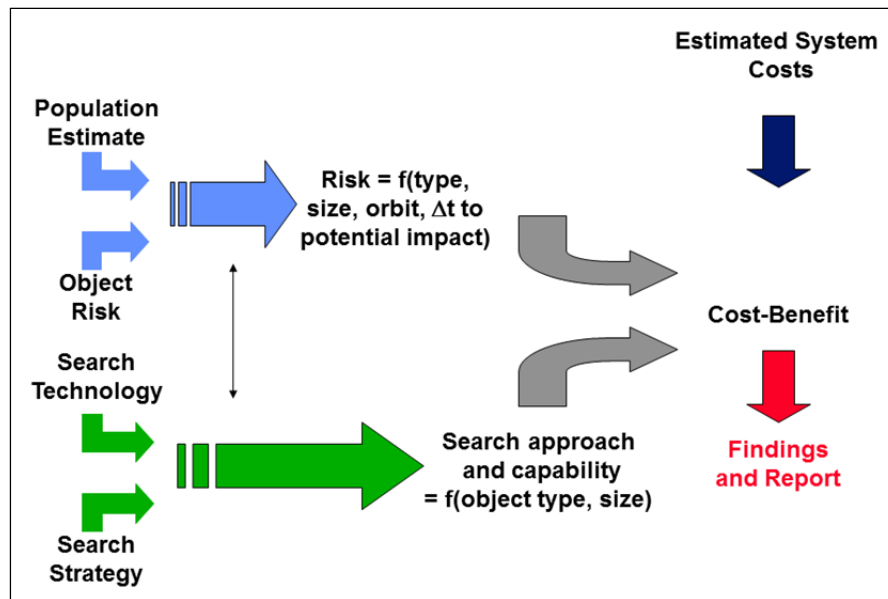 Estimated System
Costs
Population
Estimate
Risk = f(type,
size, orbit, Δt to
potential impact)
Object
Risk
Cost-Benefit
Search
Technology
Search approach
and capability
= f(object type, size)
Findings
and Report
Search
Strategy